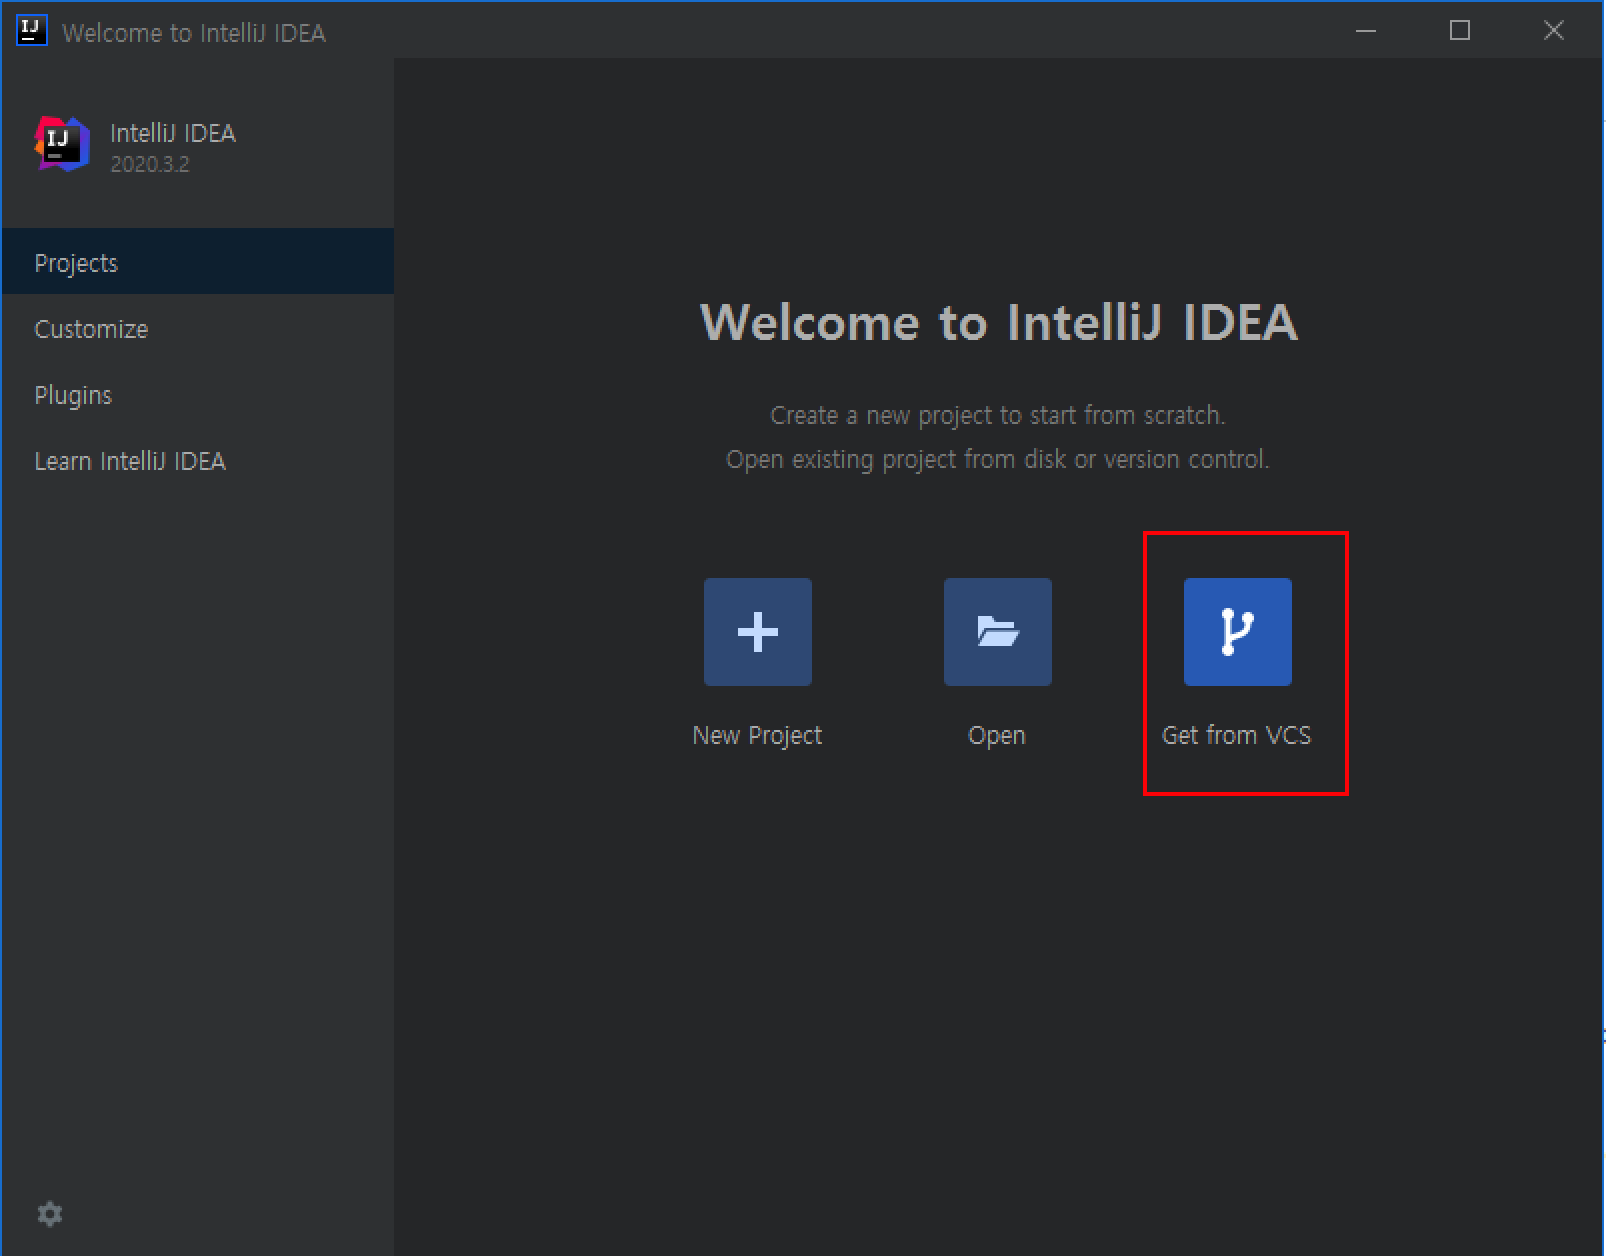 IJ Welcome to IntelliJ IDEA
IJ
IntelliJ IDEA
2020.3.2
Projects
Customize
Plugins
Learn IntelliJ IDEA
Welcome to IntelliJ IDEA
Create a new project to start from scratch.
Open existing project from disk or version control.
New Project
Open
Get from VCS